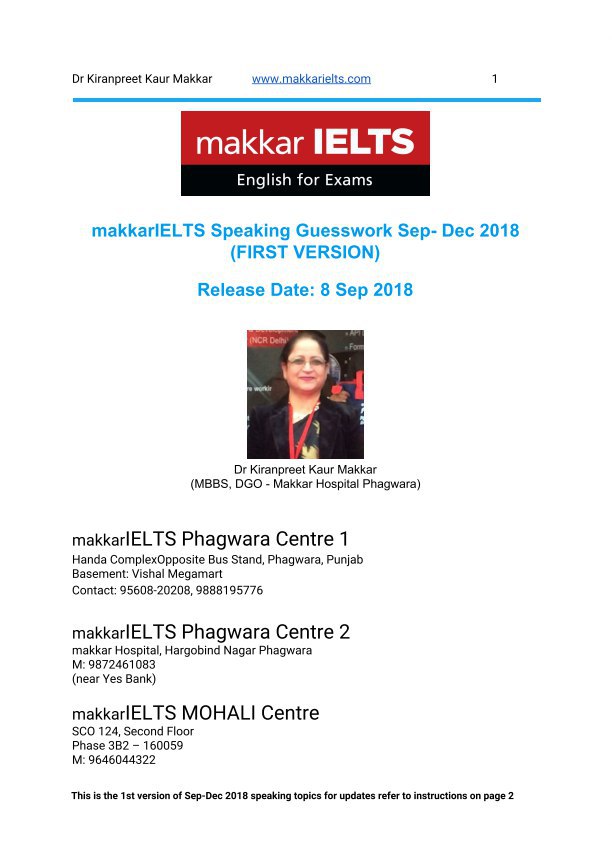 Dr Kiranpreet Kaur Makkar www.makkarielts.com 1
makkar IELTS
English for Exams
makkarIELTS Speaking Guesswork Sep- Dec 2018
(FIRST VERSION)
Release Date: 8 Sep 2018
(NCR Delhi)
Form
re workin
Dr Kiranpreet Kaur Makkar
(MBBS, DGO - Makkar Hospital Phagwara)
makkarIELTS Phagwara Centre 1
Handa ComplexOpposite Bus Stand, Phagwara, Punjab
Basement: Vishal Megamart
Contact: 95608-20208, 9888195776
makkarIELTS Phagwara Centre 2
makkar Hospital, Hargobind Nagar Phagwara
M: 9872461083
(near Yes Bank)
makkarIELTS MOHALI Centre
SCO 124, Second Floor
Phase 3B2 – 160059
M: 9646044322
This is the 1st version of Sep-Dec 2018 speaking topics for updates refer to instructions on page 2